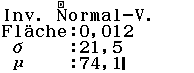 Inv. Normal-V.
Fläche:0,012
σ :21,5
μ :74,1